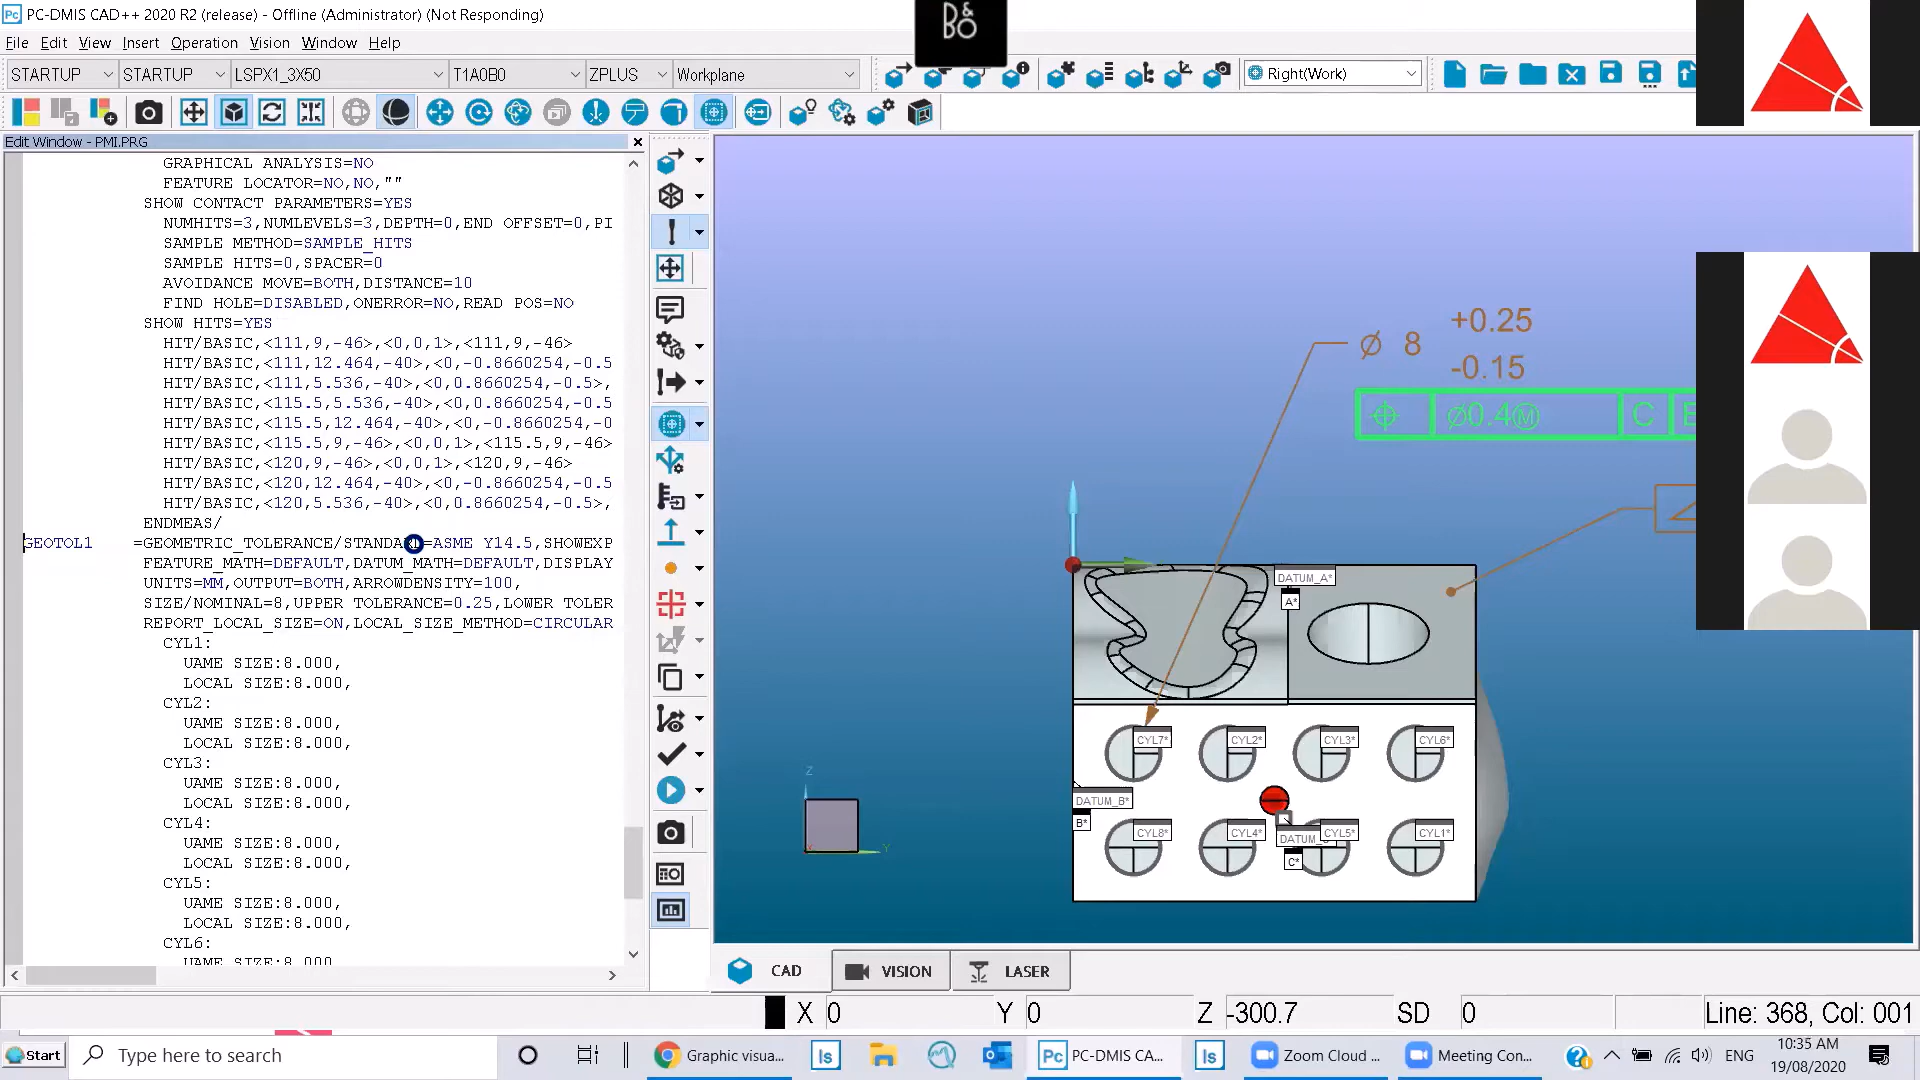 PC-DMIS CAD++ 2020 R2 (release) - Offline (Administrator) (Not Responding)
B&O
File Edit View Insert Operation Vision Window Help
STARTUP STARTUP LSPX1_3X50 T1A0B0 ZPLUS Workplane Right(Work)
Edit Window - PMI.PRG
GRAPHICAL ANALYSIS=NO
FEATURE LOCATOR=NO,NO,""
SHOW CONTACT PARAMETERS=YES
NUMHITS=3,NUMLEVELS=3,DEPTH=0,END OFFSET=0,PI
SAMPLE METHOD=SAMPLE_HITS
SAMPLE HITS=0,SPACER=0
AVOIDANCE MOVE=BOTH,DISTANCE=10
FIND HOLE=DISABLED,ONERROR=NO,READ POS=NO
SHOW HITS=YES
HIT/BASIC,<111,9,-46>,<0,0,1>,<111,9,-46>
HIT/BASIC,<111,12.464,-40>,<0,-0.8660254,-0.5
HIT/BASIC,<111,5.536,-40>,<0,0.8660254,-0.5>,
HIT/BASIC,<115.5,5.536,-40>,<0,0.8660254,-0.5
HIT/BASIC,<115.5,12.464,-40>,<0,-0.8660254,-0
HIT/BASIC,<115.5,9,-46>,<0,0,1>,<115.5,9,-46>
HIT/BASIC,<120,9,-46>,<0,0,1>,<120,9,-46>
HIT/BASIC,<120,12.464,-40>,<0,-0.8660254,-0.5
HIT/BASIC,<120,5.536,-40>,<0,0.8660254,-0.5>,
ENDMEAS/
GEOTOL1 =GEOMETRIC_TOLERANCE/STANDARD=ASME Y14.5,SHOWEXP
FEATURE_MATH=DEFAULT,DATUM_MATH=DEFAULT,DISPLAY
UNITS=MM,OUTPUT=BOTH,ARROWDENSITY=100,
SIZE/NOMINAL=8,UPPER TOLERANCE=0.25,LOWER TOLER
REPORT_LOCAL_SIZE=ON,LOCAL_SIZE_METHOD=CIRCULAR
CYL1:
UAME SIZE:8.000,
LOCAL SIZE:8.000,
CYL2:
UAME SIZE:8.000,
LOCAL SIZE:8.000,
CYL3:
UAME SIZE:8.000,
LOCAL SIZE:8.000,
CYL4:
UAME SIZE:8.000,
LOCAL SIZE:8.000,
CYL5:
UAME SIZE:8.000,
LOCAL SIZE:8.000,
CYL6:
UAME SIZE:8.000
+0.25
Ø 8
-0.15
⌖ Ø0.4Ⓜ C
DATUM_A*
A*
CYL7* CYL2* CYL3* CYL6*
DATUM_B*
B*
CYL8* CYL4* CYL5* CYL1*
DATUM_
C*
Z
Y
CAD VISION LASER
X 0 Y 0 Z -300.7 SD 0 Line: 368, Col: 001
Start Type here to search Graphic visua... Is Pc PC-DMIS CA... Is Zoom Cloud ... Meeting Con... ENG
10:35 AM
19/08/2020